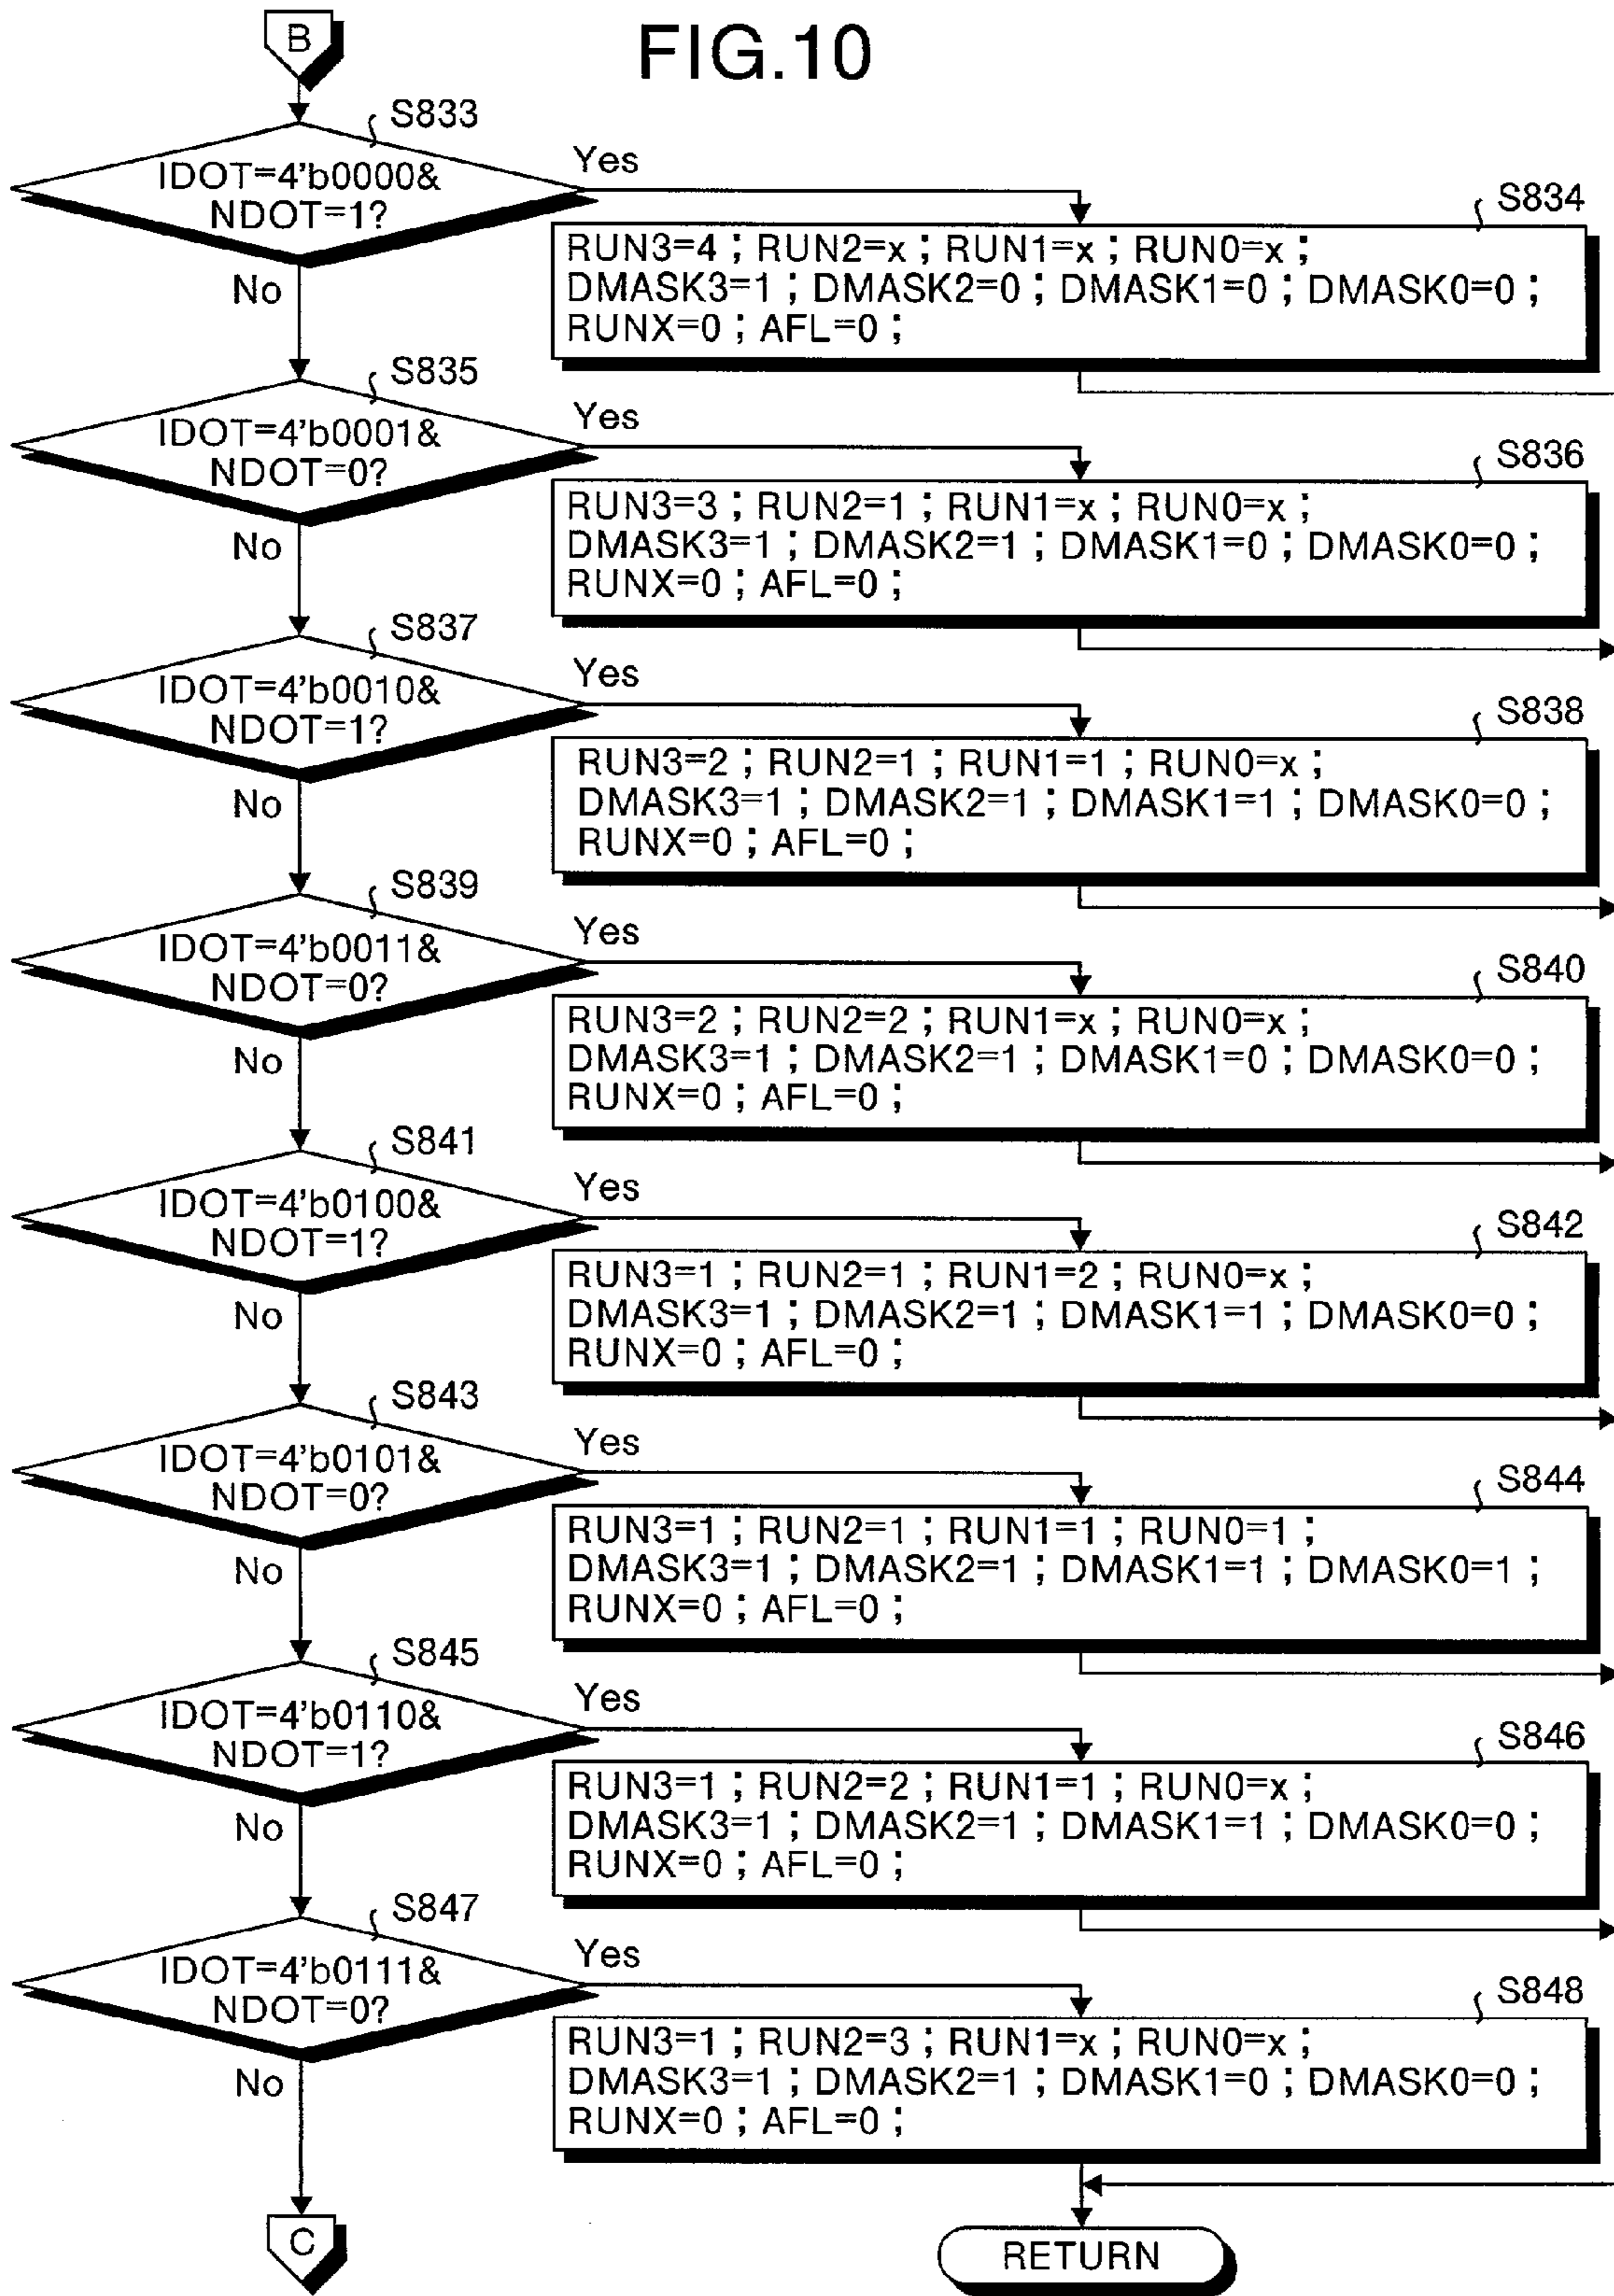 FIG.10
B
S833
IDOT=4'b0000&
NDOT=1?
Yes
No
S834
RUN3=4 ; RUN2=x ; RUN1=x ; RUN0=x ;
DMASK3=1 ; DMASK2=0 ; DMASK1=0 ; DMASK0=0 ;
RUNX=0 ; AFL=0 ;
S835
IDOT=4'b0001&
NDOT=0?
Yes
No
S836
RUN3=3 ; RUN2=1 ; RUN1=x ; RUN0=x ;
DMASK3=1 ; DMASK2=1 ; DMASK1=0 ; DMASK0=0 ;
RUNX=0 ; AFL=0 ;
S837
IDOT=4'b0010&
NDOT=1?
Yes
No
S838
RUN3=2 ; RUN2=1 ; RUN1=1 ; RUN0=x ;
DMASK3=1 ; DMASK2=1 ; DMASK1=1 ; DMASK0=0 ;
RUNX=0 ; AFL=0 ;
S839
IDOT=4'b0011&
NDOT=0?
Yes
No
S840
RUN3=2 ; RUN2=2 ; RUN1=x ; RUN0=x ;
DMASK3=1 ; DMASK2=1 ; DMASK1=0 ; DMASK0=0 ;
RUNX=0 ; AFL=0 ;
S841
IDOT=4'b0100&
NDOT=1?
Yes
No
S842
RUN3=1 ; RUN2=1 ; RUN1=2 ; RUN0=x ;
DMASK3=1 ; DMASK2=1 ; DMASK1=1 ; DMASK0=0 ;
RUNX=0 ; AFL=0 ;
S843
IDOT=4'b0101&
NDOT=0?
Yes
No
S844
RUN3=1 ; RUN2=1 ; RUN1=1 ; RUN0=1 ;
DMASK3=1 ; DMASK2=1 ; DMASK1=1 ; DMASK0=1 ;
RUNX=0 ; AFL=0 ;
S845
IDOT=4'b0110&
NDOT=1?
Yes
No
S846
RUN3=1 ; RUN2=2 ; RUN1=1 ; RUN0=x ;
DMASK3=1 ; DMASK2=1 ; DMASK1=1 ; DMASK0=0 ;
RUNX=0 ; AFL=0 ;
S847
IDOT=4'b0111&
NDOT=0?
Yes
No
S848
RUN3=1 ; RUN2=3 ; RUN1=x ; RUN0=x ;
DMASK3=1 ; DMASK2=1 ; DMASK1=0 ; DMASK0=0 ;
RUNX=0 ; AFL=0 ;
C
RETURN